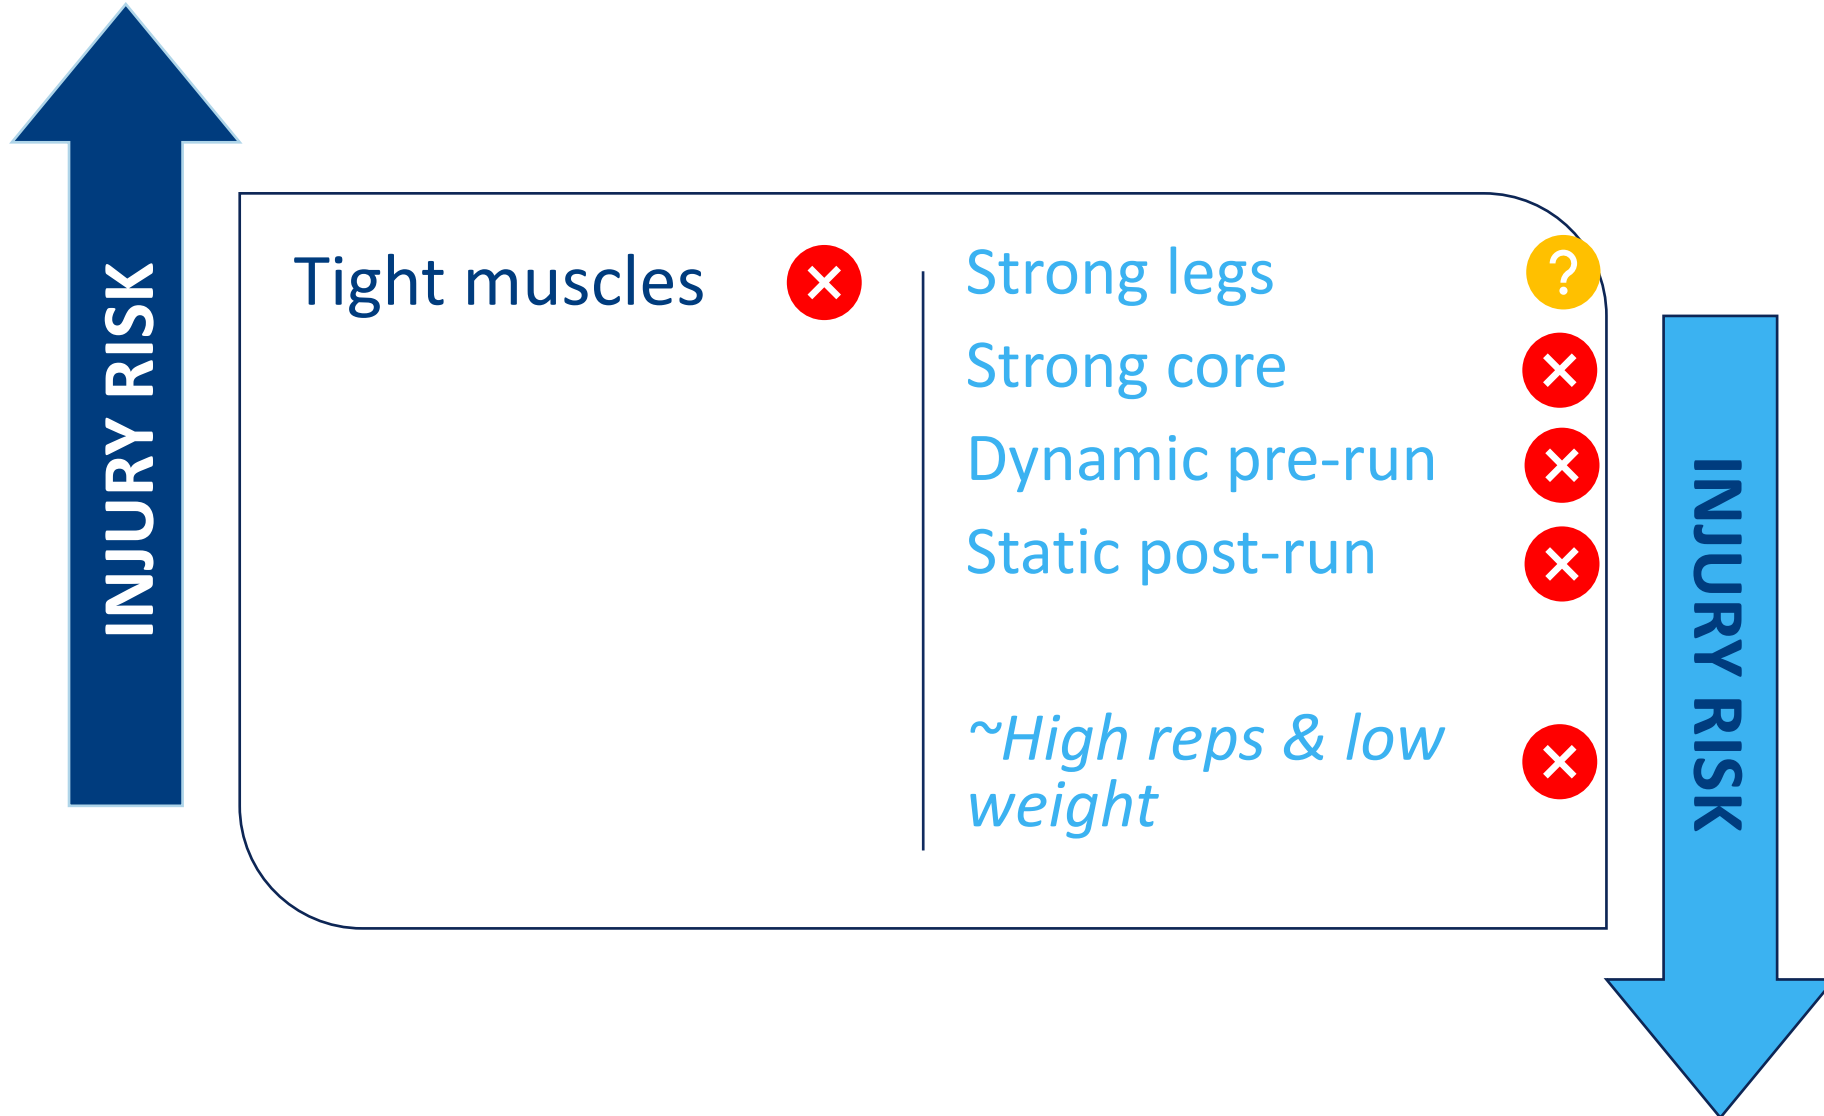 INJURY RISK
Tight muscles
Strong legs
?
Strong core
Dynamic pre-run
Static post-run
~High reps & low
weight
INJURY RISK